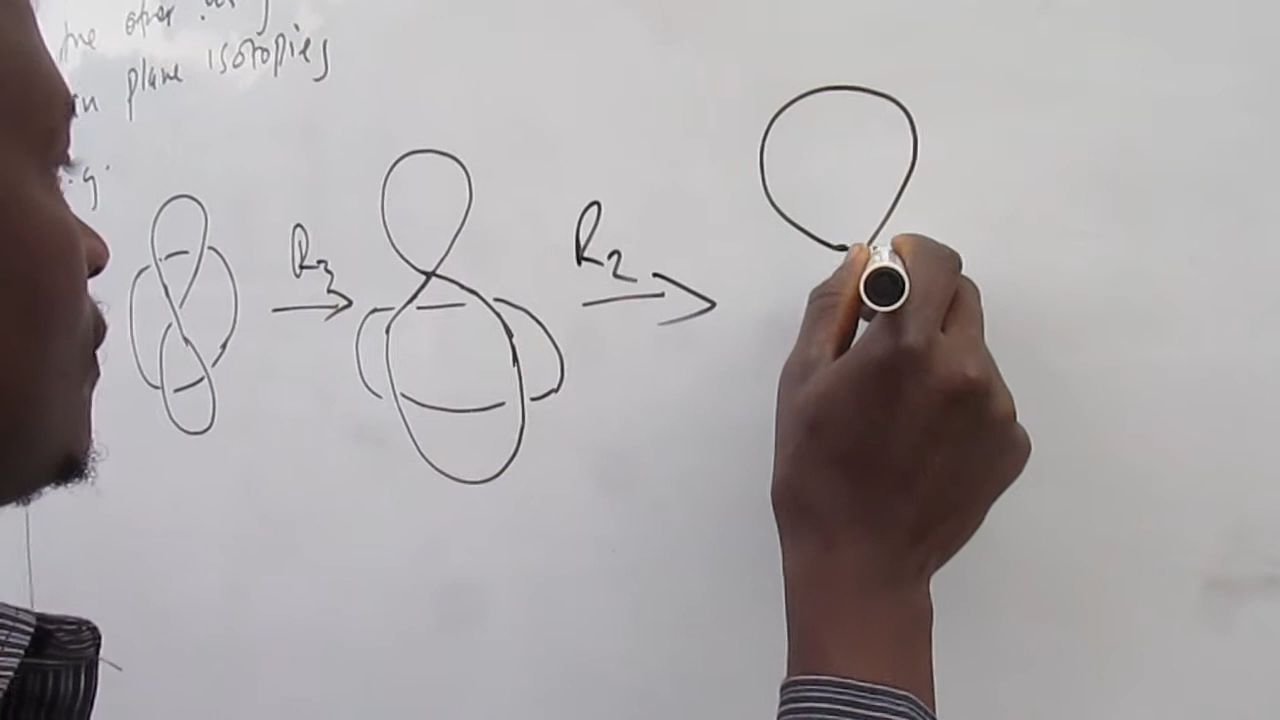 the other
in plane isotopies
.g.
R3
R2